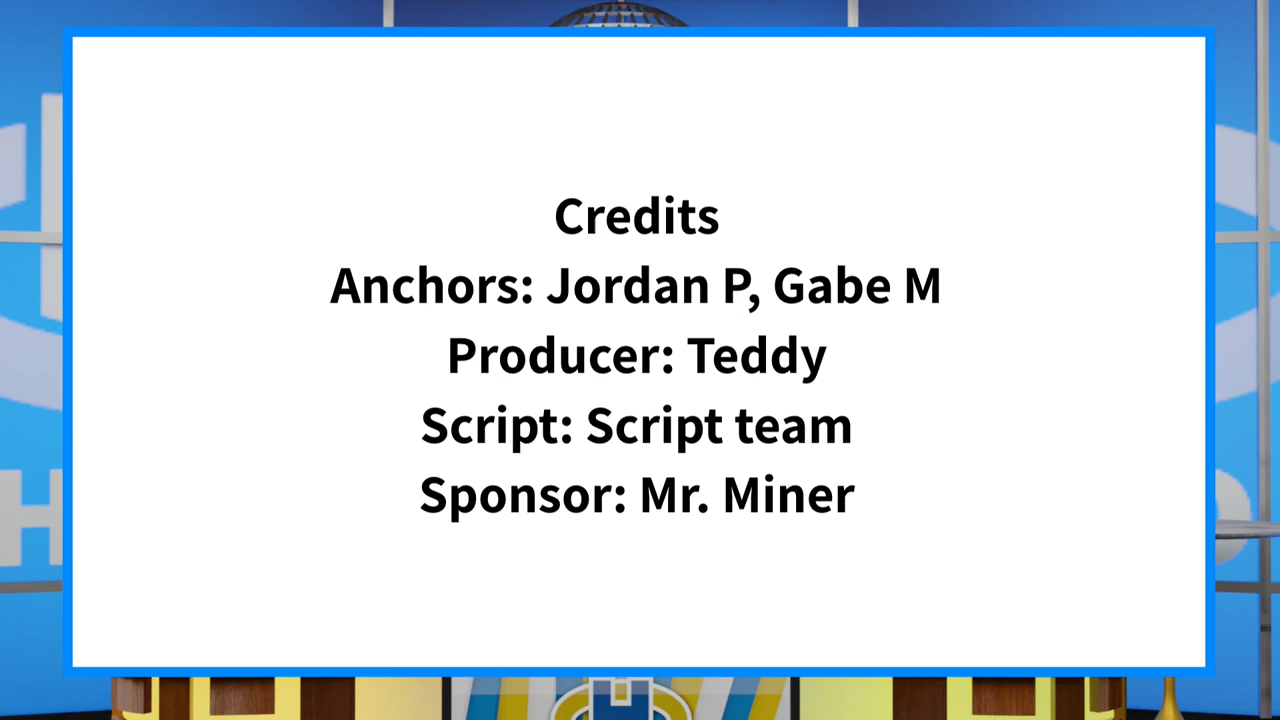 Credits
Anchors: Jordan P, Gabe M
Producer: Teddy
Script: Script team
Sponsor: Mr. Miner